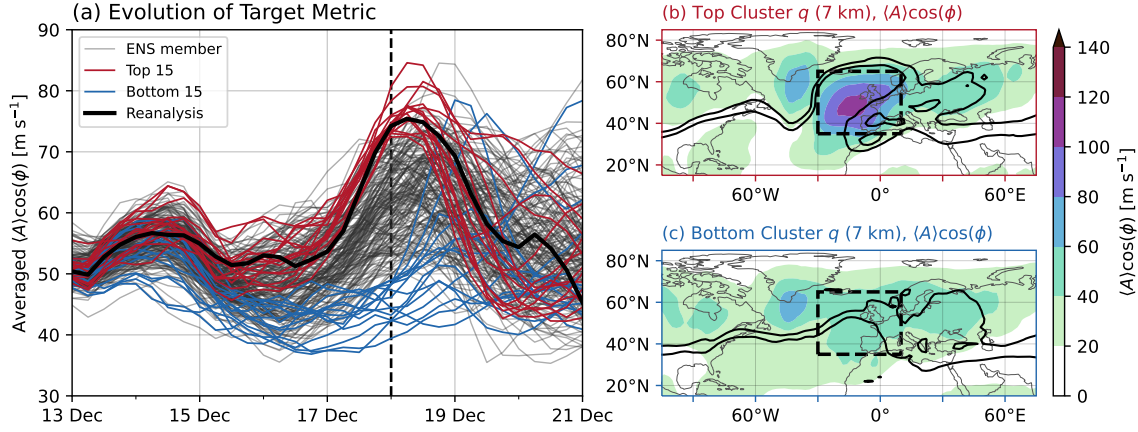 (a) Evolution of Target Metric
Averaged ⟨A⟩cos(ϕ) [m s⁻¹]
90
80
70
60
50
40
30
ENS member
Top 15
Bottom 15
Reanalysis
13 Dec
15 Dec
17 Dec
19 Dec
21 Dec
(b) Top Cluster q (7 km), ⟨A⟩cos(ϕ)
80°N
60°N
40°N
20°N
60°W
0°
60°E
(c) Bottom Cluster q (7 km), ⟨A⟩cos(ϕ)
80°N
60°N
40°N
20°N
60°W
0°
60°E
140
120
100
80
60
40
20
0
⟨A⟩cos(ϕ) [m s⁻¹]